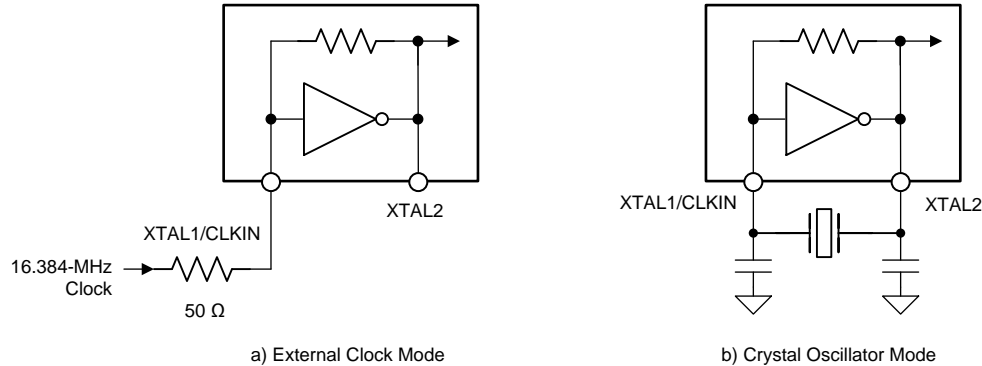 XTAL2
XTAL1/CLKIN
16.384-MHz
Clock
50 Ω
a) External Clock Mode
XTAL1/CLKIN
XTAL2
b) Crystal Oscillator Mode